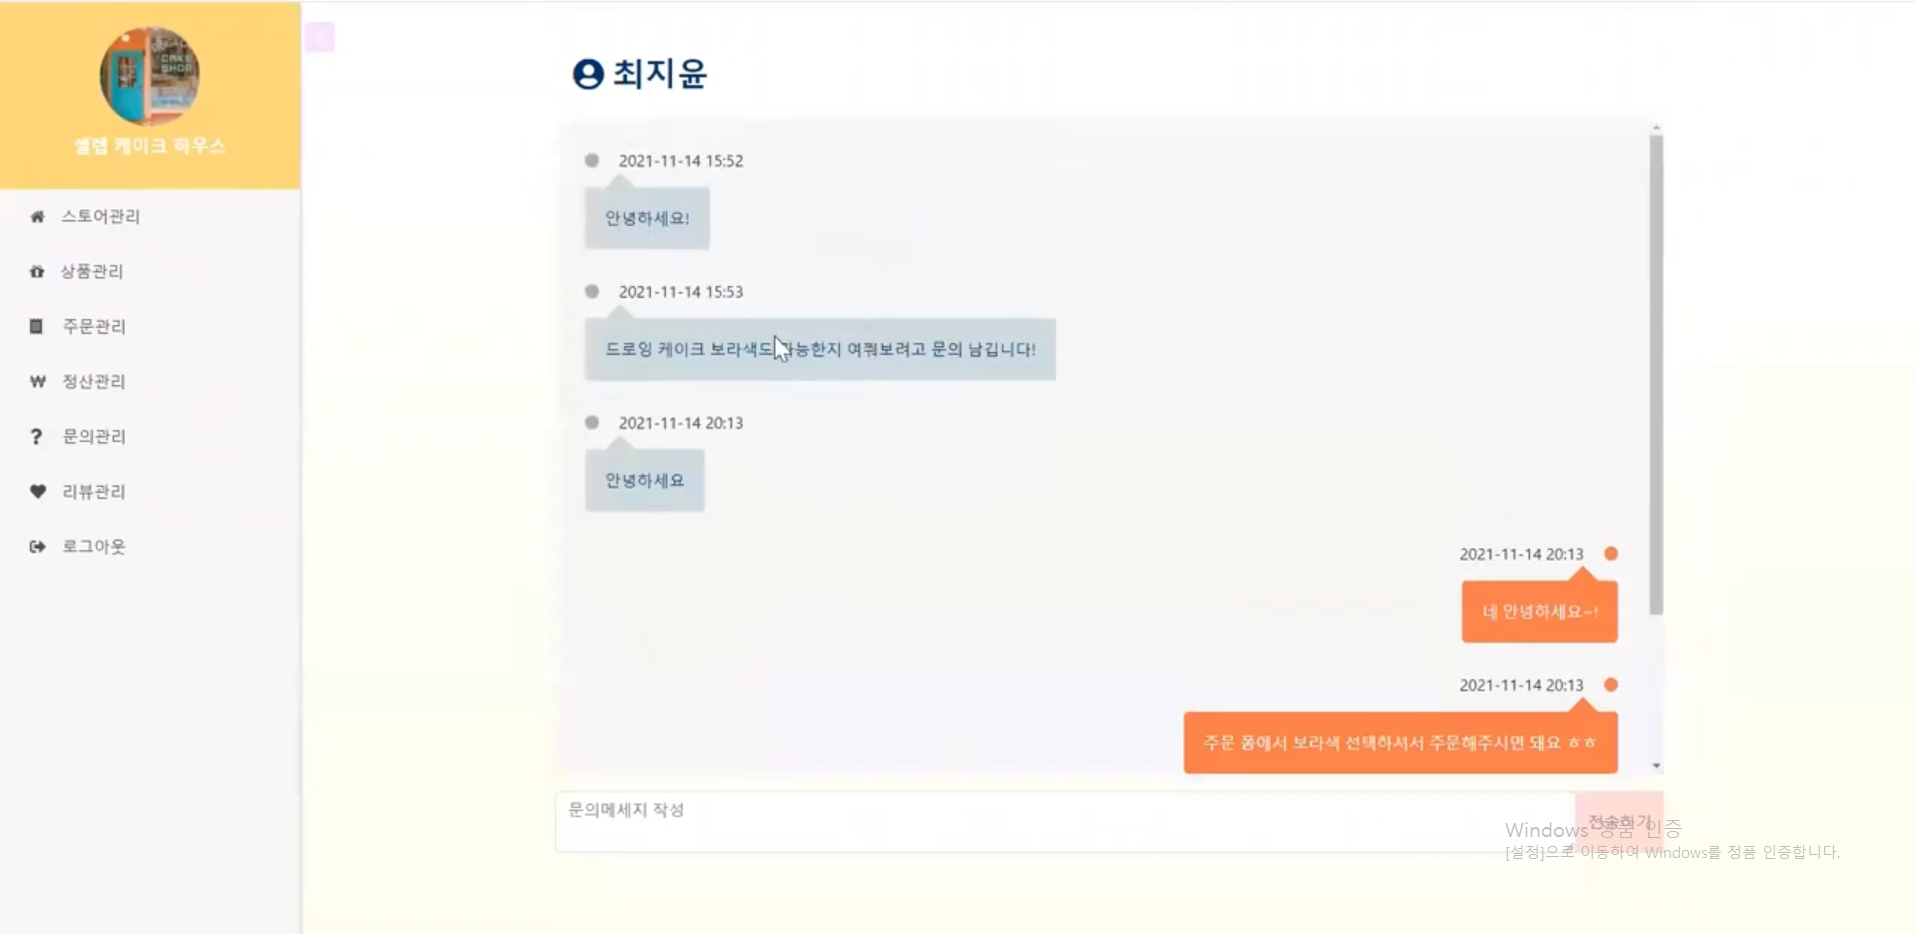 CAKE
SHOP
셀럽 케이크 하우스
스토어관리
상품관리
주문관리
정산관리
문의관리
리뷰관리
로그아웃
최지윤
2021-11-14 15:52
안녕하세요!
2021-11-14 15:53
드로잉 케이크 보라색도 가능한지 여쭤보려고 문의 남깁니다!
2021-11-14 20:13
안녕하세요
2021-11-14 20:13
네 안녕하세요~!
2021-11-14 20:13
주문 폼에서 보라색 선택하셔서 주문해주시면 돼요 ㅎㅎ
문의메세지 작성
전송하기
Windows 정품 인증
[설정]으로 이동하여 Windows를 정품 인증합니다.